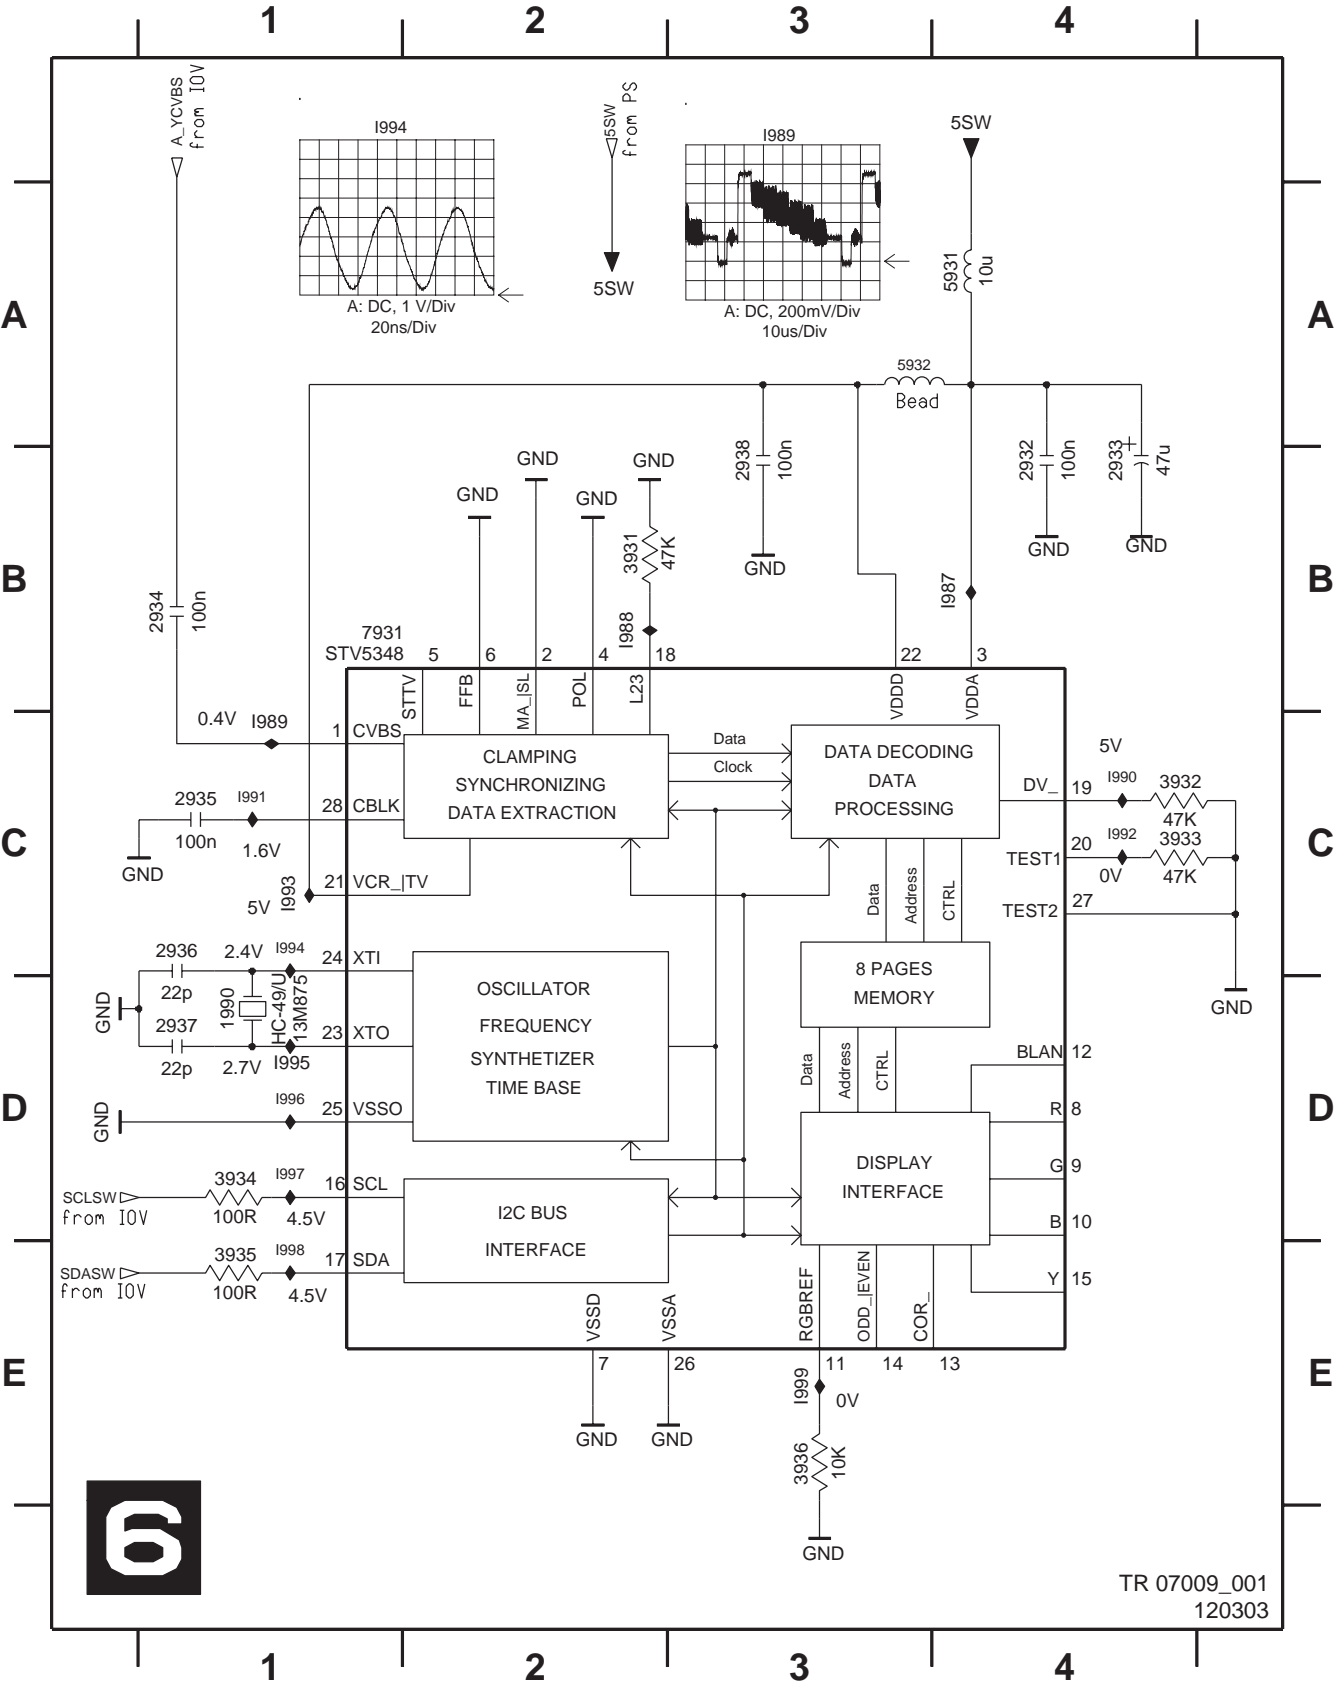 1 2 3 4
A_YCVBS
from IOV
I994
A: DC, 1 V/Div
20ns/Div
5SW
from PS
5SW
I989
A: DC, 200mV/Div
10us/Div
5SW
5931
10u
A A
5932
Bead
2938
100n
2932
100n
2933
+
47u
GND
GND
GND
GND
GND
GND
GND
3931
47K
B B
2934
100n
I988
I987
7931
STV5348
5 6 2 4 18 22 3
STTV
FFB
MA_|SL
POL
L23
VDDD
VDDA
0.4V I989
1 CVBS
CLAMPING
SYNCHRONIZING
DATA EXTRACTION
Data
Clock
DATA DECODING
DATA
PROCESSING
5V
DV_ 19 I990 3932
47K
2935 I991
28 CBLK
100n
1.6V
GND
C C
TEST1 20 I992 3933
0V 47K
I993
5V
21 VCR_|TV
TEST2 27
Data
Address
CTRL
2936 2.4V I994
24 XTI
22p
GND
1990
HC-49/U
13M875
2937
23 XTO
22p 2.7V I995
OSCILLATOR
FREQUENCY
SYNTHETIZER
TIME BASE
8 PAGES
MEMORY
GND
Data
Address
CTRL
BLAN 12
D D
GND
I996
25 VSSO
R 8
DISPLAY
INTERFACE
G 9
B 10
SCLSW
from IOV
3934 I997
16 SCL
100R 4.5V
I2C BUS
INTERFACE
SDASW
from IOV
3935 I998
17 SDA
100R 4.5V
Y 15
VSSD
VSSA
RGBREF
ODD_|EVEN
COR_
7 26 11 14 13
E E
I999
0V
GND GND
3936
10K
GND
6
TR 07009_001
120303
1 2 3 4